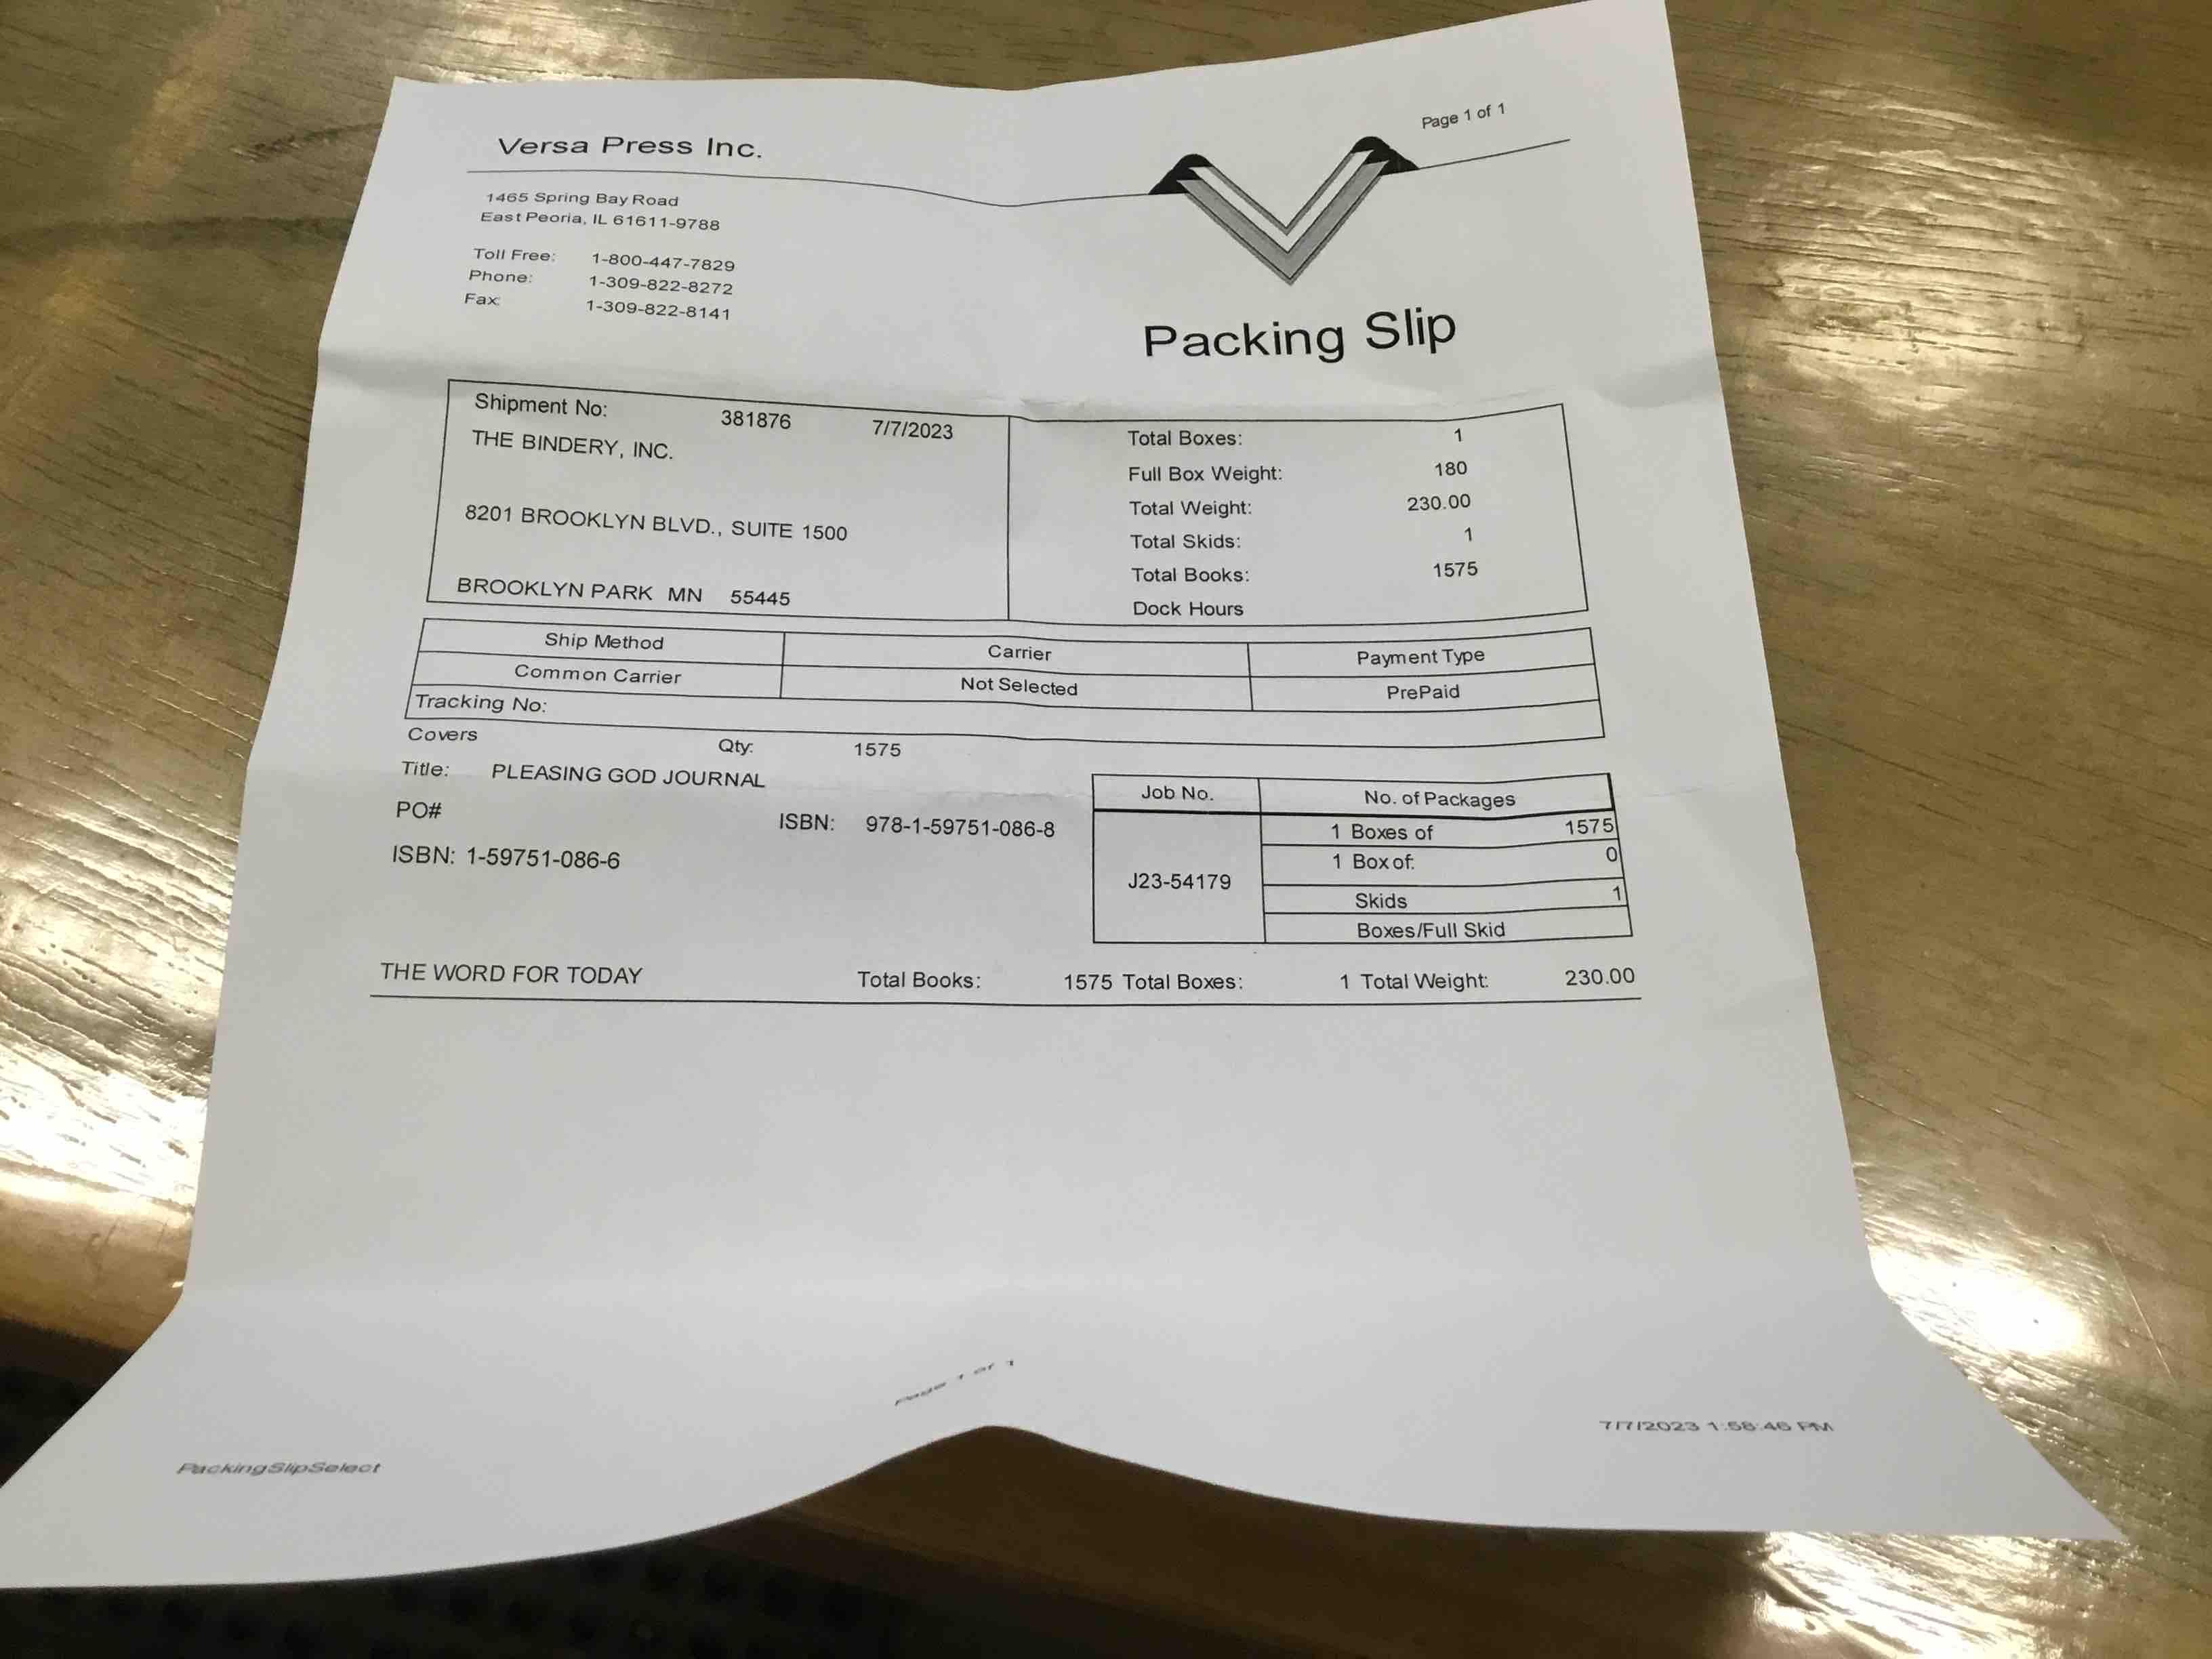 Page 1 of 1
Versa Press Inc.
1465 Spring Bay Road
East Peoria, IL 61611-9788
Toll Free: 1-800-447-7829
Phone: 1-309-822-8272
Fax: 1-309-822-8141
Packing Slip
Shipment No: 381876 7/7/2023
THE BINDERY, INC.
8201 BROOKLYN BLVD., SUITE 1500
BROOKLYN PARK MN 55445
Total Boxes: 1
Full Box Weight: 180
Total Weight: 230.00
Total Skids: 1
Total Books: 1575
Dock Hours
Ship Method Carrier Payment Type
Common Carrier Not Selected PrePaid
Tracking No:
Covers Qty: 1575
Title: PLEASING GOD JOURNAL
PO# ISBN: 978-1-59751-086-8
ISBN: 1-59751-086-6
Job No. No. of Packages
J23-54179
1 Boxes of 1575
1 Box of: 0
Skids 1
Boxes/Full Skid
THE WORD FOR TODAY Total Books: 1575 Total Boxes: 1 Total Weight: 230.00
Page 1 of 1
PackingSlipSelect
7/7/2023 1:58:46 PM